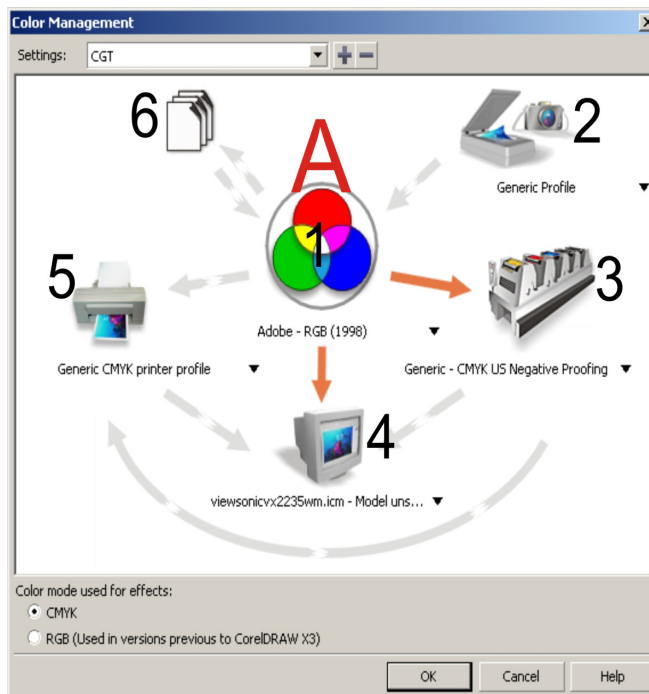 Color Management
Settings: CGT
6
A
2
Generic Profile
1
5
3
Adobe - RGB (1998)
Generic CMYK printer profile
Generic - CMYK US Negative Proofing
4
viewsonicvx2235wm.icm - Model uns...
Color mode used for effects:
CMYK
RGB (Used in versions previous to CorelDRAW X3)
OK Cancel Help